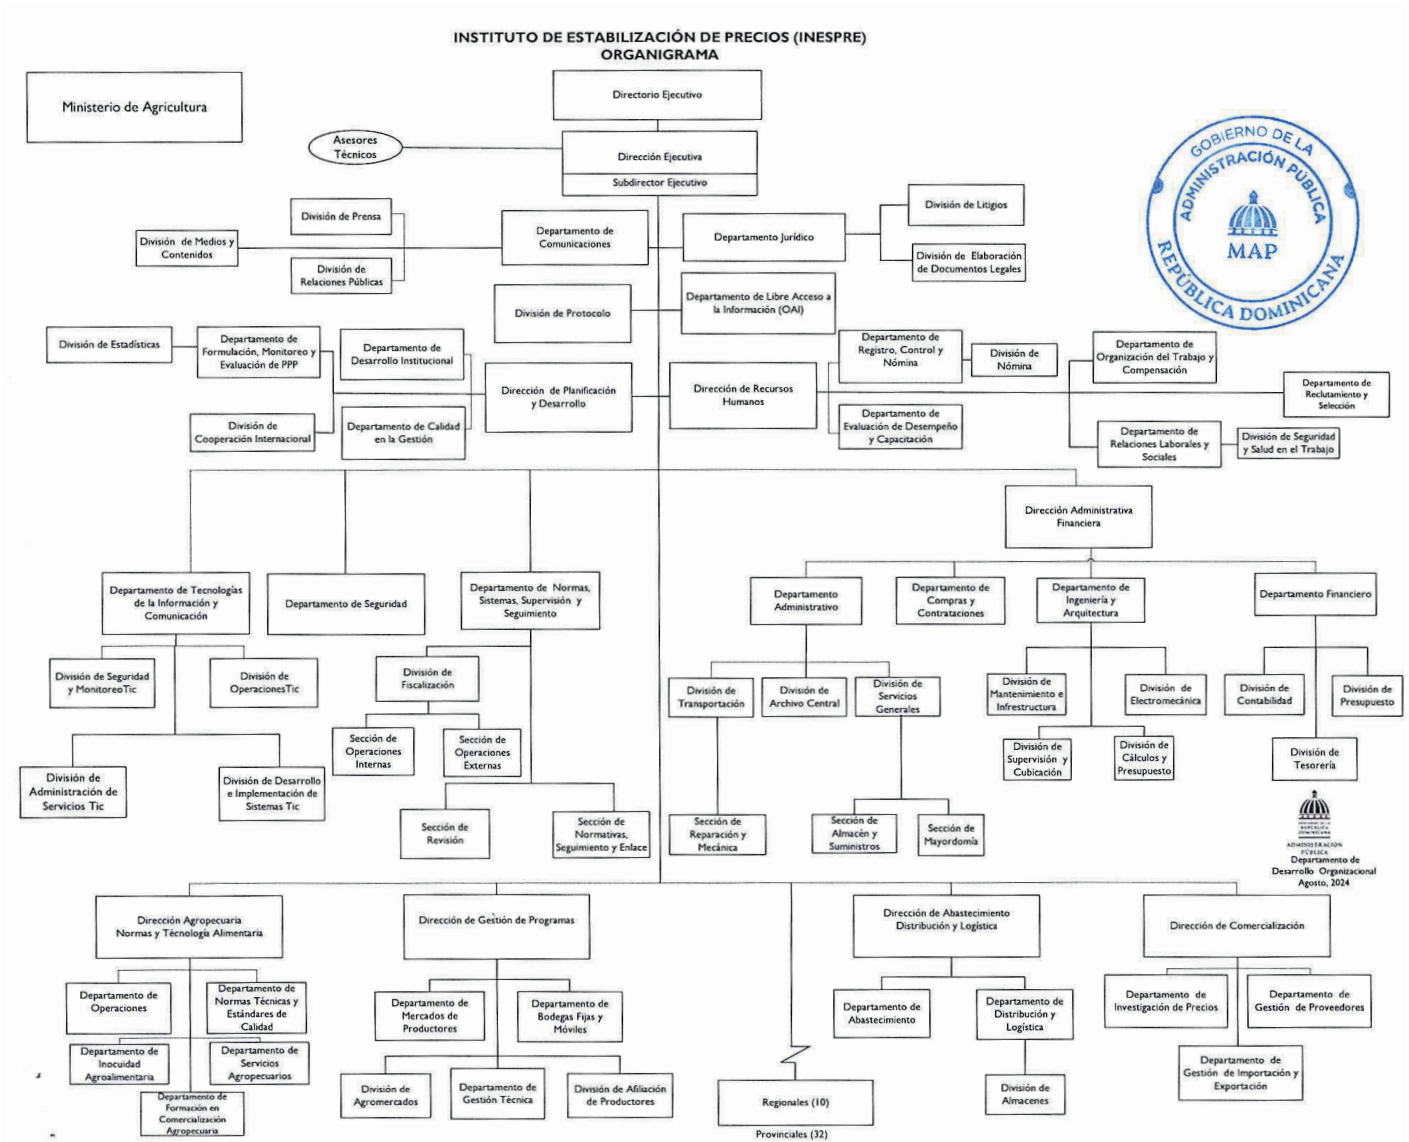 INSTITUTO DE ESTABILIZACIÓN DE PRECIOS (INESPRE)
ORGANIGRAMA
Ministerio de Agricultura
Directorio Ejecutivo
Asesores
Técnicos
Dirección Ejecutiva
Subdirector Ejecutivo
GOBIERNO DE LA
REPÚBLICA DOMINICANA
ADMINISTRACIÓN PÚBLICA
MAP
División de Prensa
División de Medios y
Contenidos
División de
Relaciones Públicas
Departamento de
Comunicaciones
Departamento Jurídico
División de Litigios
División de Elaboración
de Documentos Legales
División de Protocolo
Departamento de Libre Acceso a
la Información (OAI)
División de Estadísticas
Departamento de
Formulación, Monitoreo y
Evaluación de PPP
Departamento de
Desarrollo Institucional
División de
Cooperación Internacional
Departamento de Calidad
en la Gestión
Dirección de Planificación
y Desarrollo
Dirección de Recursos
Humanos
Departamento de
Registro, Control y
Nómina
División de
Nómina
Departamento de
Evaluación de Desempeño
y Capacitación
Departamento de
Organización del Trabajo y
Compensación
Departamento de
Reclutamiento y
Selección
Departamento de
Relaciones Laborales y
Sociales
División de Seguridad
y Salud en el Trabajo
Dirección Administrativa
Financiera
Departamento de Tecnologías
de la Información y
Comunicación
Departamento de Seguridad
Departamento de Normas,
Sistemas, Supervisión y
Seguimiento
Departamento
Administrativo
Departamento de
Compras y
Contrataciones
Departamento de
Ingeniería y
Arquitectura
Departamento Financiero
División de Seguridad
y MonitoreoTic
División de
OperacionesTic
División de
Fiscalización
División de
Transportación
División de
Archivo Central
División de
Servicios
Generales
División de
Mantenimiento e
Infrestructura
División de
Electromecánica
División de
Contabilidad
División de
Presupuesto
Sección de
Operaciones
Internas
Sección de
Operaciones
Externas
División de
Supervisión y
Cubicación
División de
Cálculos y
Presupuesto
División de
Tesorería
División de
Administración de
Servicios Tic
División de Desarrollo
e Implementación de
Sistemas Tic
Sección de
Revisión
Sección de
Normativas,
Seguimiento y Enlace
Sección de
Reparación y
Mecánica
Sección de
Almacén y
Suministros
Sección de
Mayordomía
GOBIERNO DE LA
REPÚBLICA
DOMINICANA
ADMINISTRACIÓN
PÚBLICA
Departamento de
Desarrollo Organizacional
Agosto, 2024
Dirección Agropecuaria
Normas y Tècnología Alimentaria
Dirección de Gestión de Programas
Dirección de Abastecimiento
Distribución y Logística
Dirección de Comercialización
Departamento de
Operaciones
Departamento de
Normas Técnicas y
Estándares de
Calidad
Departamento de
Inocuidad
Agroalimentaria
Departamento de
Servicios
Agropecuarios
Departamento de
Formación en
Comercialización
Agropecuaria
Departamento de
Mercados de
Productores
Departamento de
Bodegas Fijas y
Móviles
División de
Agromercados
Departamento de
Gestión Técnica
División de Afiliación
de Productores
Regionales (10)
Provinciales (32)
Departamento de
Abastecimiento
Departamento de
Distribución y
Logística
División de
Almacenes
Departamento de
Investigación de Precios
Departamento de
Gestión de Proveedores
Departamento de
Gestión de Importación y
Exportación